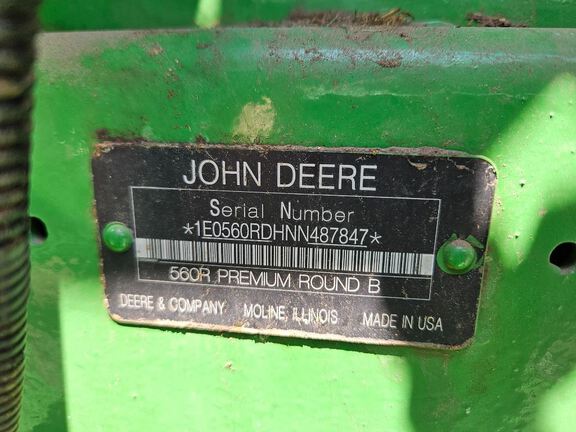 JOHN DEERE
Serial Number
*1E0560RDHNN487847*
560R PREMIUM ROUND B
DEERE & COMPANY MOLINE, ILLINOIS MADE IN USA